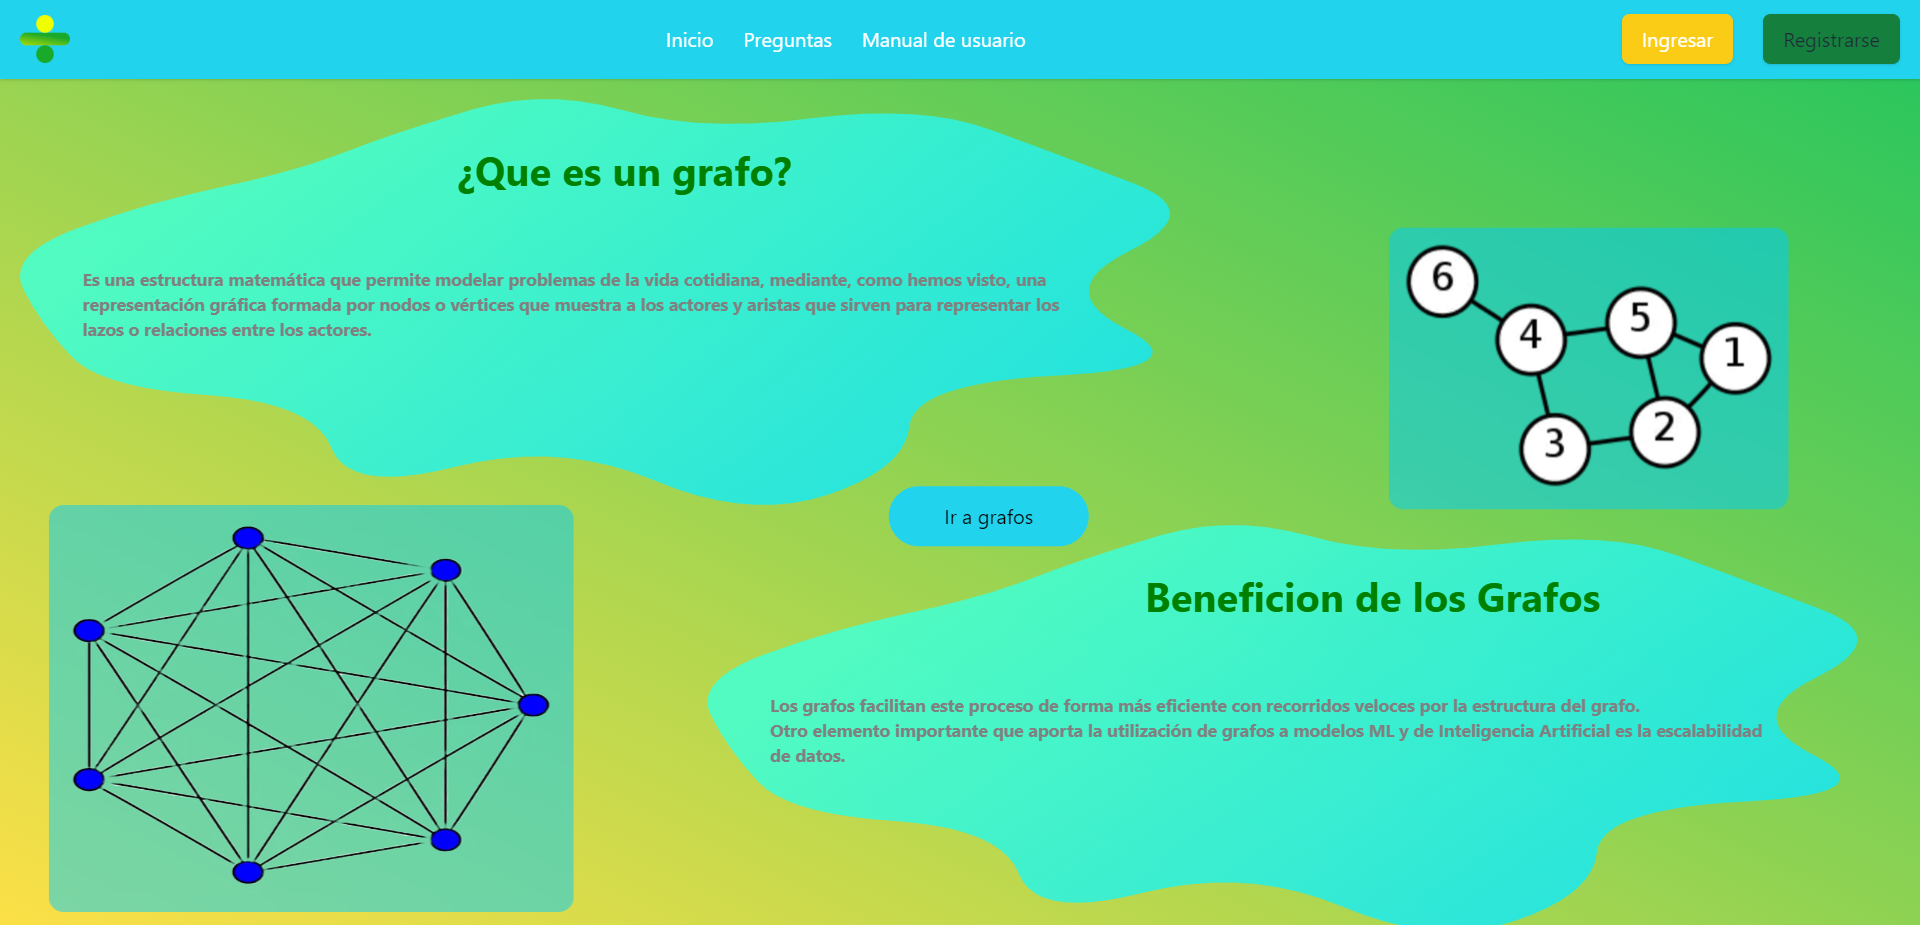 Inicio Preguntas Manual de usuario Ingresar Registrarse
¿Que es un grafo?
Es una estructura matemática que permite modelar problemas de la vida cotidiana, mediante, como hemos visto, una
representación gráfica formada por nodos o vértices que muestra a los actores y aristas que sirven para representar los
lazos o relaciones entre los actores.
6
5
4
1
2
3
Ir a grafos
Beneficion de los Grafos
Los grafos facilitan este proceso de forma más eficiente con recorridos veloces por la estructura del grafo.
Otro elemento importante que aporta la utilización de grafos a modelos ML y de Inteligencia Artificial es la escalabilidad
de datos.